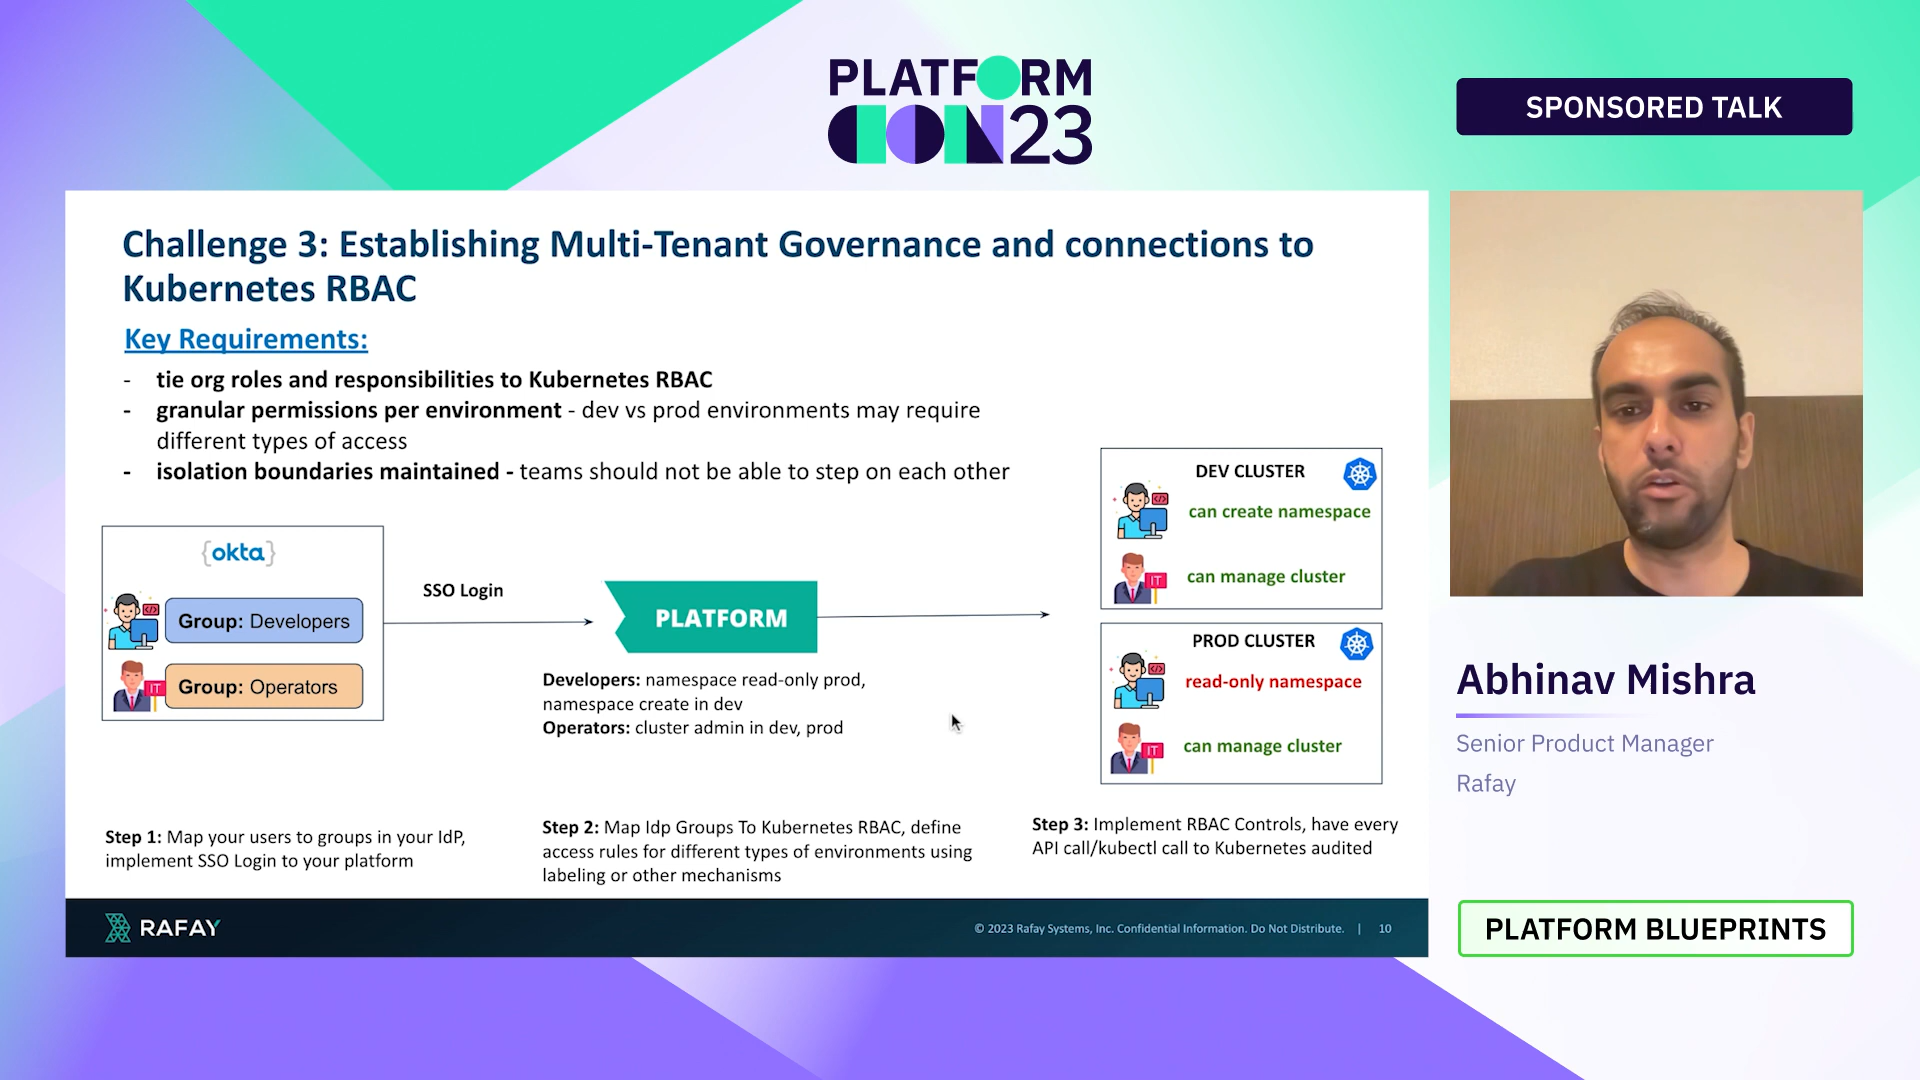 PLATFORM
CON23
SPONSORED TALK
Challenge 3: Establishing Multi-Tenant Governance and connections to
Kubernetes RBAC
Key Requirements:
- tie org roles and responsibilities to Kubernetes RBAC
- granular permissions per environment - dev vs prod environments may require
different types of access
- isolation boundaries maintained - teams should not be able to step on each other
{okta}
Group: Developers
IT
Group: Operators
SSO Login
PLATFORM
Developers: namespace read-only prod,
namespace create in dev
Operators: cluster admin in dev, prod
DEV CLUSTER
</>
can create namespace
IT
can manage cluster
PROD CLUSTER
</>
read-only namespace
IT
can manage cluster
Step 1: Map your users to groups in your IdP,
implement SSO Login to your platform
Step 2: Map Idp Groups To Kubernetes RBAC, define
access rules for different types of environments using
labeling or other mechanisms
Step 3: Implement RBAC Controls, have every
API call/kubectl call to Kubernetes audited
RAFAY
© 2023 Rafay Systems, Inc. Confidential Information. Do Not Distribute. | 10
Abhinav Mishra
Senior Product Manager
Rafay
PLATFORM BLUEPRINTS